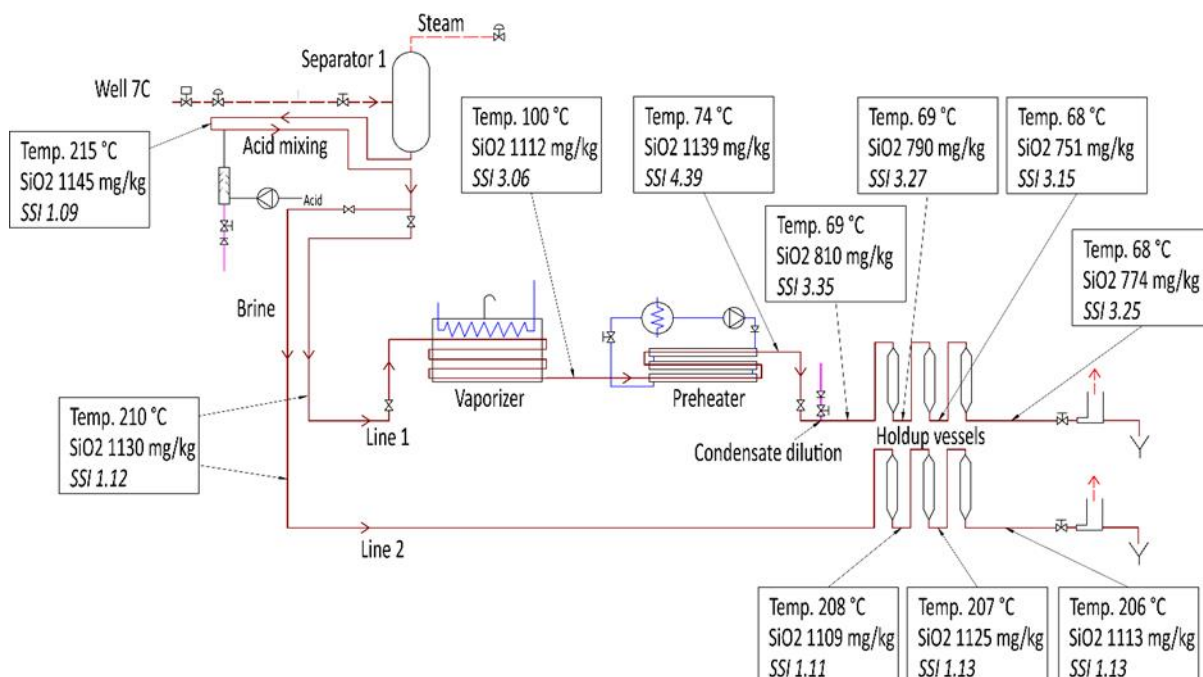 Steam
Separator 1
Well 7C
Acid mixing
Temp. 215 °C
SiO2 1145 mg/kg
SSI 1.09
Acid
Temp. 100 °C
SiO2 1112 mg/kg
SSI 3.06
Temp. 74 °C
SiO2 1139 mg/kg
SSI 4.39
Temp. 69 °C
SiO2 790 mg/kg
SSI 3.27
Temp. 68 °C
SiO2 751 mg/kg
SSI 3.15
Temp. 69 °C
SiO2 810 mg/kg
SSI 3.35
Temp. 68 °C
SiO2 774 mg/kg
SSI 3.25
Brine
Vaporizer
Preheater
Temp. 210 °C
SiO2 1130 mg/kg
SSI 1.12
Line 1
Condensate dilution
Holdup vessels
Line 2
Temp. 208 °C
SiO2 1109 mg/kg
SSI 1.11
Temp. 207 °C
SiO2 1125 mg/kg
SSI 1.13
Temp. 206 °C
SiO2 1113 mg/kg
SSI 1.13